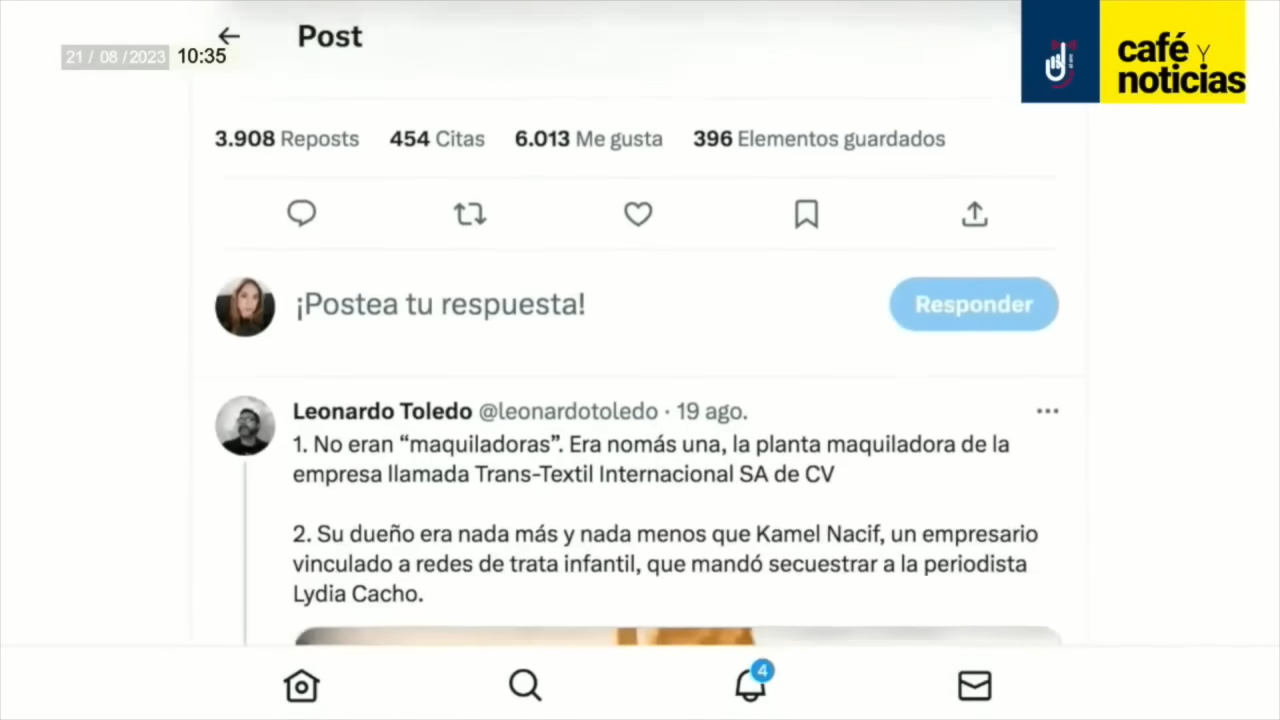 Post
21 / 08 /2023 10:35
café Y
noticias
3.908 Reposts 454 Citas 6.013 Me gusta 396 Elementos guardados
¡Postea tu respuesta!
Responder
Leonardo Toledo @leonardotoledo · 19 ago.
1. No eran “maquiladoras”. Era nomás una, la planta maquiladora de la
empresa llamada Trans-Textil Internacional SA de CV
2. Su dueño era nada más y nada menos que Kamel Nacif, un empresario
vinculado a redes de trata infantil, que mandó secuestrar a la periodista
Lydia Cacho.
4